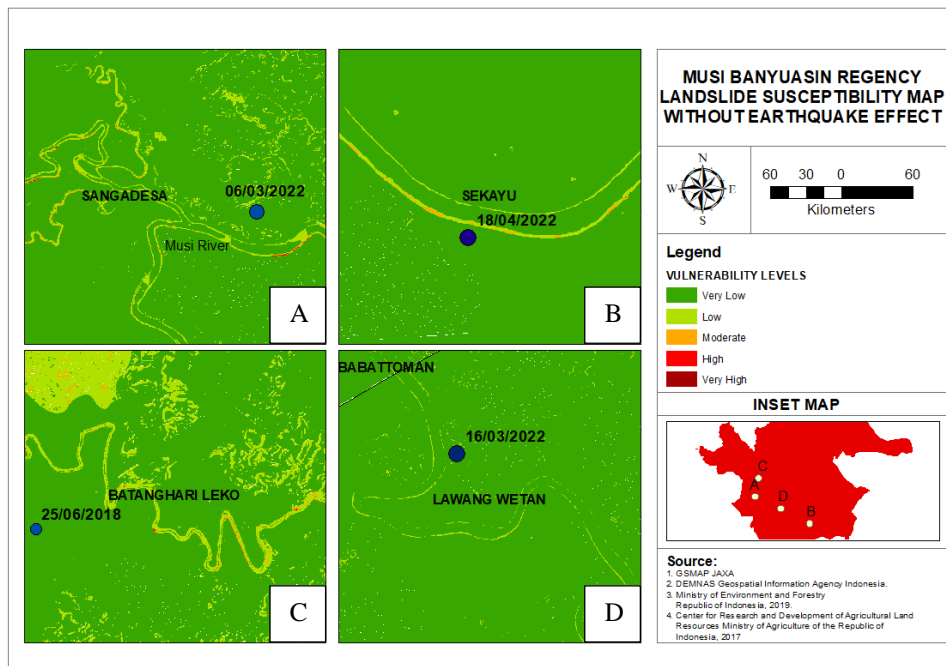 SANGADESA
06/03/2022
Musi River
A
SEKAYU
18/04/2022
B
BATANGHARI LEKO
25/06/2018
C
BABATTOMAN
16/03/2022
LAWANG WETAN
D
MUSI BANYUASIN REGENCY
LANDSLIDE SUSCEPTIBILITY MAP
WITHOUT EARTHQUAKE EFFECT
N
W E
S
60 30 0 60
Kilometers
Legend
VULNERABILITY LEVELS
Very Low
Low
Moderate
High
Very High
INSET MAP
C
A
D
B
Source:
1. GSMAP JAXA
2. DEMNAS Geospatial Information Agency Indonesia.
3. Ministry of Environment and Forestry
Republic of Indonesia, 2019.
4. Center for Research and Development of Agricultural Land
Resources Ministry of Agriculture of the Republic of
Indonesia, 2017